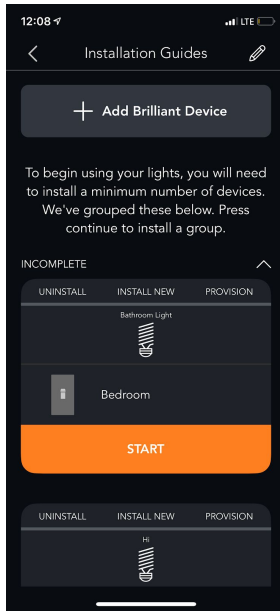 12:08
LTE
Installation Guides
+ Add Brilliant Device
To begin using your lights, you will need
to install a minimum number of devices.
We've grouped these below. Press
continue to install a group.
INCOMPLETE
UNINSTALL INSTALL NEW PROVISION
Bathroom Light
Bedroom
START
UNINSTALL INSTALL NEW PROVISION
Hi